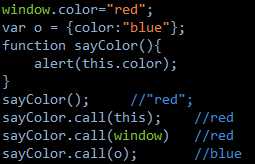 window.color="red";
var o = {color:"blue"};
function sayColor(){
    alert(this.color);
}
sayColor();      //"red";
sayColor.call(this);    //red
sayColor.call(window)   //red
sayColor.call(o);       //blue